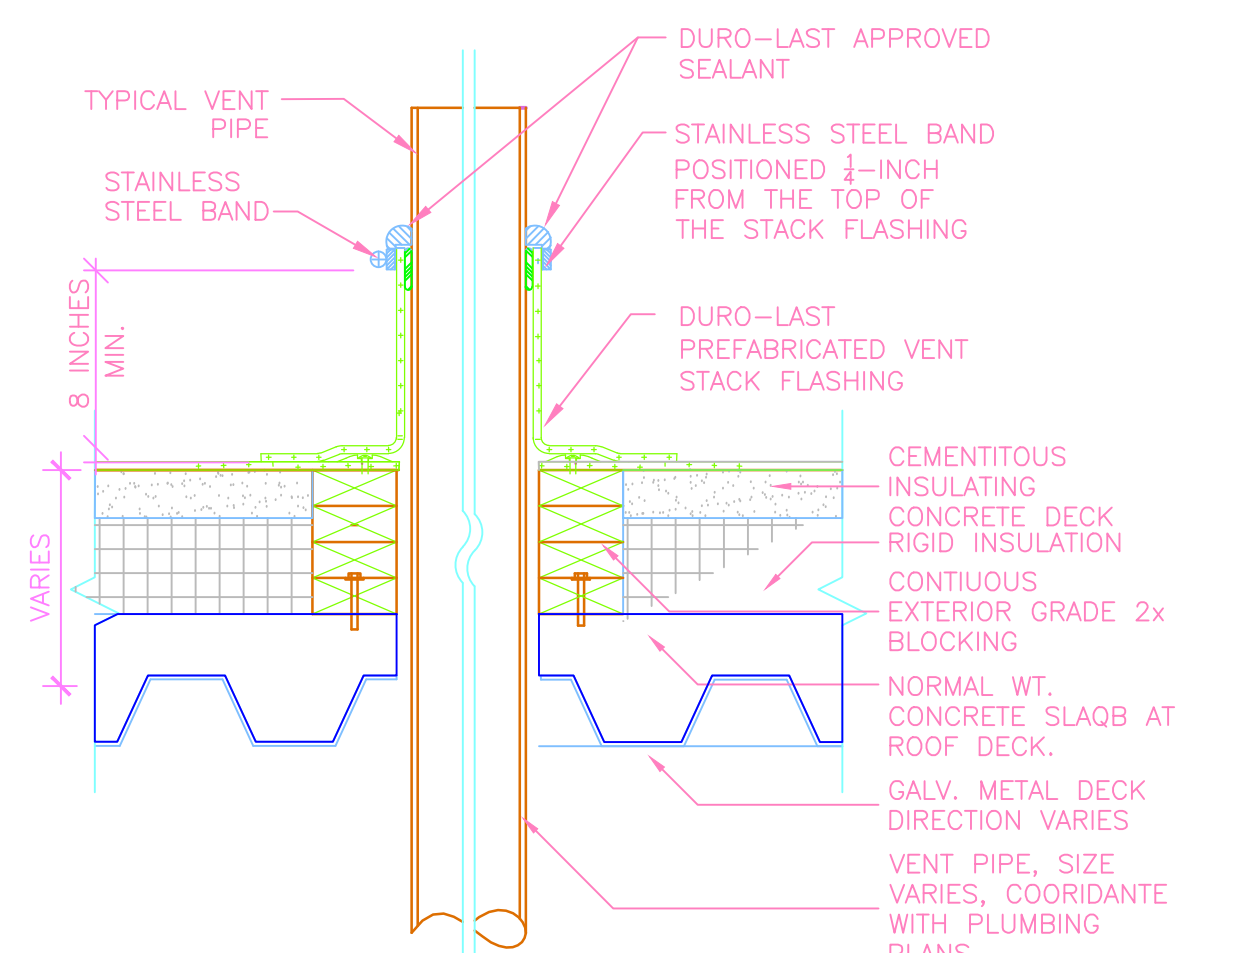 DURO-LAST APPROVED
SEALANT
TYPICAL VENT
PIPE
STAINLESS STEEL BAND
POSITIONED 1/4-INCH
FROM THE TOP OF
THE STACK FLASHING
STAINLESS
STEEL BAND
8 INCHES
MIN.
DURO-LAST
PREFABRICATED VENT
STACK FLASHING
CEMENTITOUS
INSULATING
CONCRETE DECK
RIGID INSULATION
VARIES
CONTIUOUS
EXTERIOR GRADE 2x
BLOCKING
NORMAL WT.
CONCRETE SLAQB AT
ROOF DECK.
GALV. METAL DECK
DIRECTION VARIES
VENT PIPE, SIZE
VARIES, COORIDANTE
WITH PLUMBING
PLANS